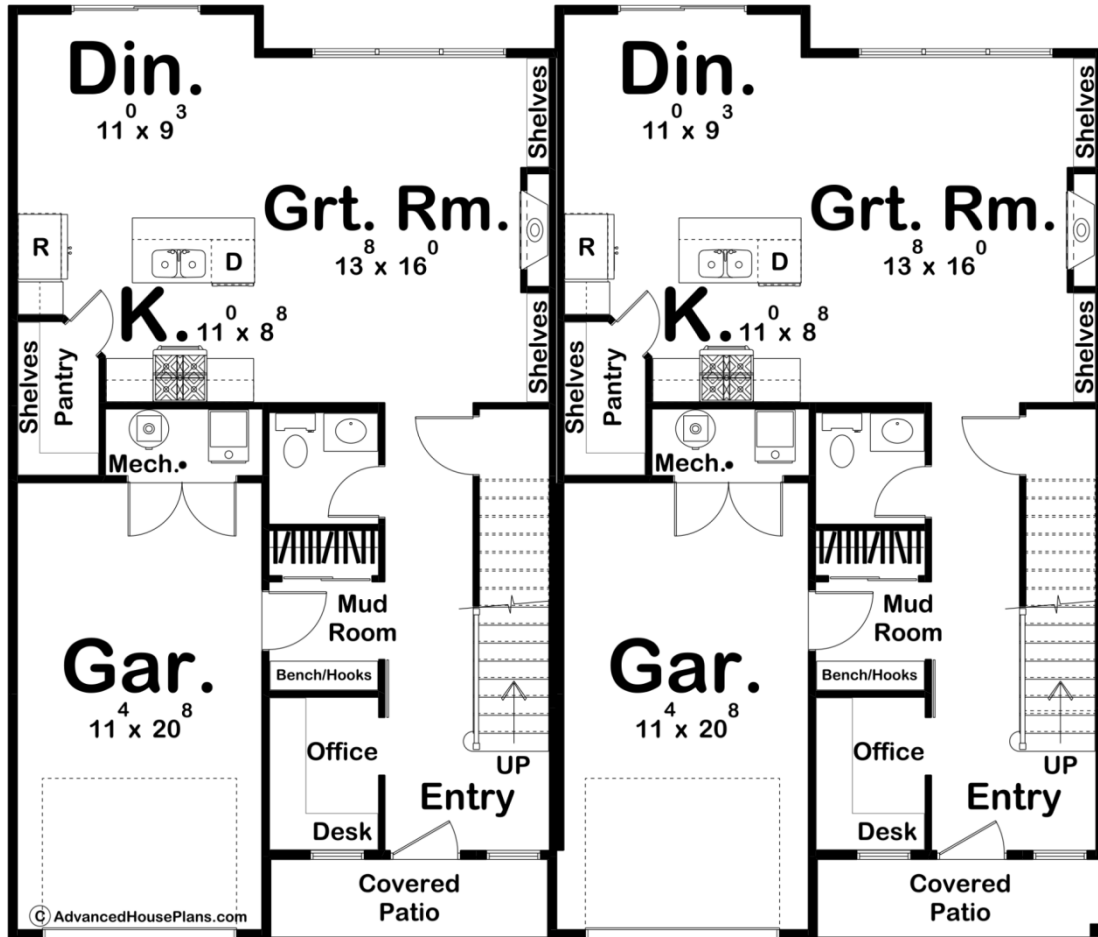 Din.
11⁰ x 9³
Shelves
Grt. Rm.
13⁸ x 16⁰
R
D
K. 11⁰ x 8⁸
Shelves
Shelves
Pantry
Mech.
Mud
Room
Bench/Hooks
Gar.
11⁴ x 20⁸
Office
UP
Entry
Desk
Covered
Patio
© AdvancedHousePlans.com
Din.
11⁰ x 9³
Shelves
Grt. Rm.
13⁸ x 16⁰
R
D
K. 11⁰ x 8⁸
Shelves
Shelves
Pantry
Mech.
Mud
Room
Bench/Hooks
Gar.
11⁴ x 20⁸
Office
UP
Entry
Desk
Covered
Patio